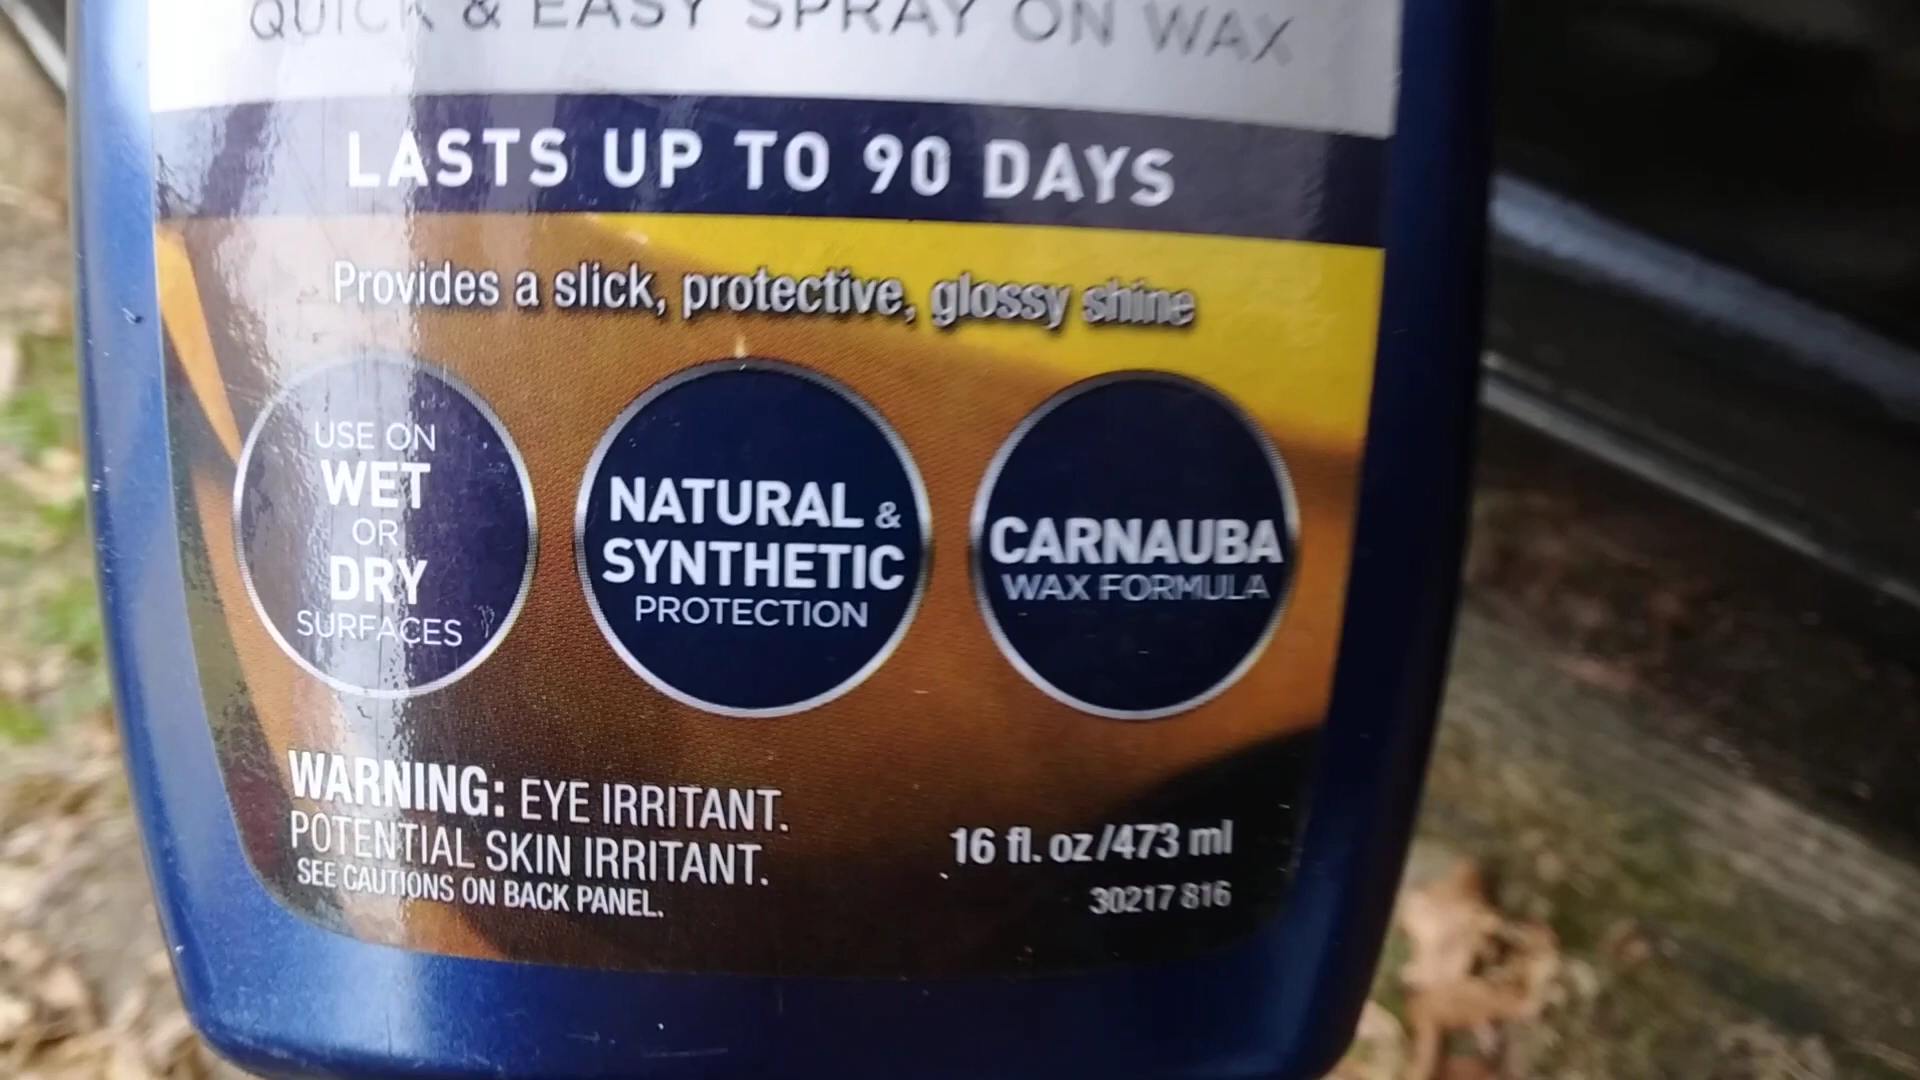 QUICK & EASY SPRAY ON WAX
LASTS UP TO 90 DAYS
Provides a slick, protective, glossy shine
USE ON
WET
OR
DRY
SURFACES
NATURAL &
SYNTHETIC
PROTECTION
CARNAUBA
WAX FORMULA
WARNING: EYE IRRITANT.
POTENTIAL SKIN IRRITANT.
SEE CAUTIONS ON BACK PANEL.
16 fl. oz/473 ml
30217 816